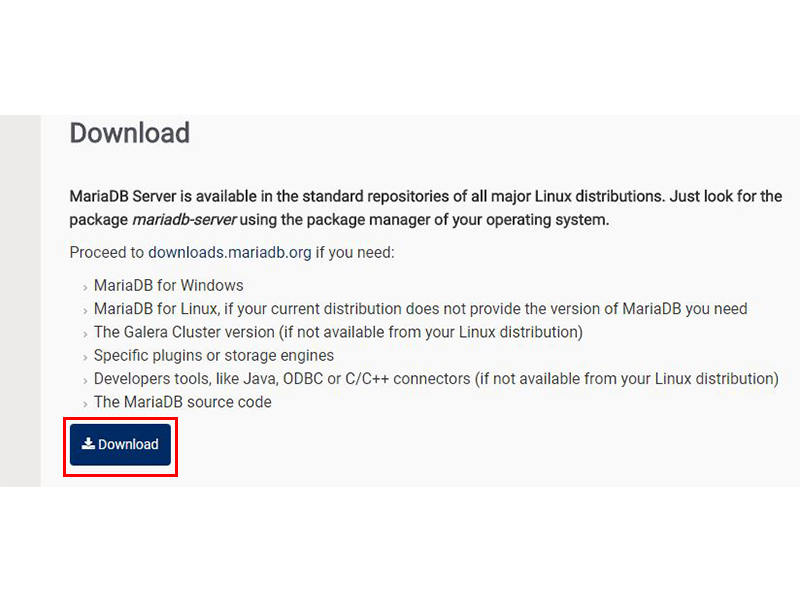 Download
MariaDB Server is available in the standard repositories of all major Linux distributions. Just look for the
package mariadb-server using the package manager of your operating system.
Proceed to downloads.mariadb.org if you need:
› MariaDB for Windows
› MariaDB for Linux, if your current distribution does not provide the version of MariaDB you need
› The Galera Cluster version (if not available from your Linux distribution)
› Specific plugins or storage engines
› Developers tools, like Java, ODBC or C/C++ connectors (if not available from your Linux distribution)
› The MariaDB source code
Download